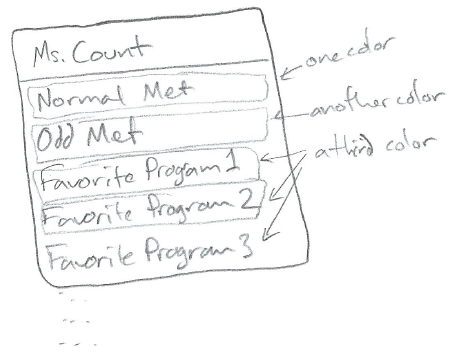 Ms. Count
one color
Normal Met
another color
Odd Met
a third color
Favorite Progam 1
Favorite Program 2
Favorite Program 3